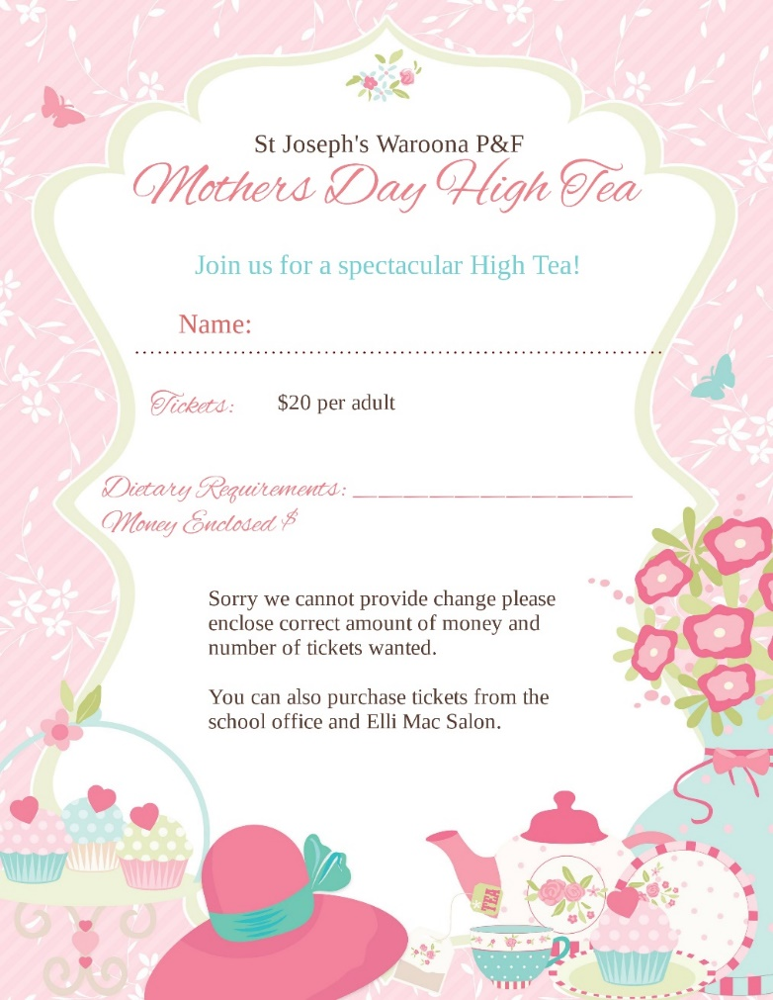 St Joseph's Waroona P&F
Mothers Day High Tea
Join us for a spectacular High Tea!
Name:
........................................................................
Tickets: $20 per adult
Dietary Requirements: ___________
Money Enclosed $
Sorry we cannot provide change please
enclose correct amount of money and
number of tickets wanted.
You can also purchase tickets from the
school office and Elli Mac Salon.
TEA